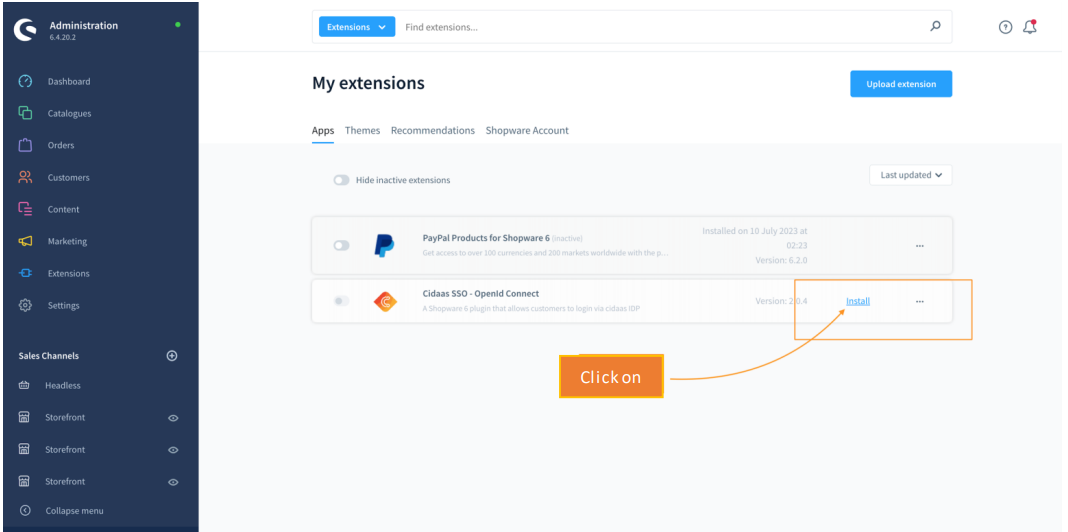 Administration
6.4.20.2
Dashboard
Catalogues
Orders
Customers
Content
Marketing
Extensions
Settings
Sales Channels
Headless
Storefront
Storefront
Storefront
Collapse menu
Extensions
Find extensions...
My extensions
Upload extension
Apps Themes Recommendations Shopware Account
Hide inactive extensions
Last updated
PayPal Products for Shopware 6 (inactive)
Get access to over 100 currencies and 200 markets worldwide with the p...
Installed on 10 July 2023 at
02:23
Version: 6.2.0
...
Cidaas SSO - OpenId Connect
A Shopware 6 plugin that allows customers to login via cidaas IDP
Version: 2.0.4
Install
...
Click on